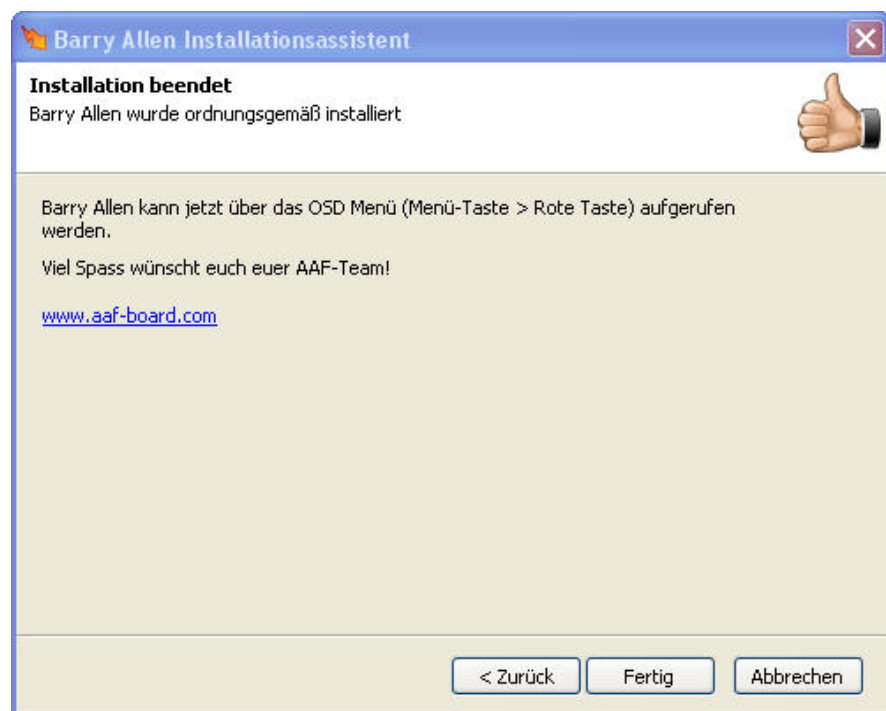 Barry Allen Installationsassistent
Installation beendet
Barry Allen wurde ordnungsgemäß installiert
Barry Allen kann jetzt über das OSD Menü (Menü-Taste > Rote Taste) aufgerufen
werden.
Viel Spass wünscht euch euer AAF-Team!
www.aaf-board.com
< Zurück Fertig Abbrechen